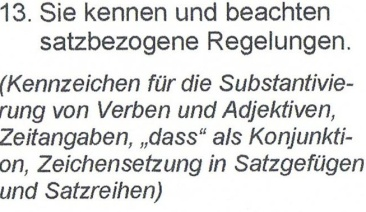 13. Sie kennen und beachten
satzbezogene Regelungen.
(Kennzeichen für die Substantivie-
rung von Verben und Adjektiven,
Zeitangaben, „dass“ als Konjunkti-
on, Zeichensetzung in Satzgefügen
und Satzreihen)